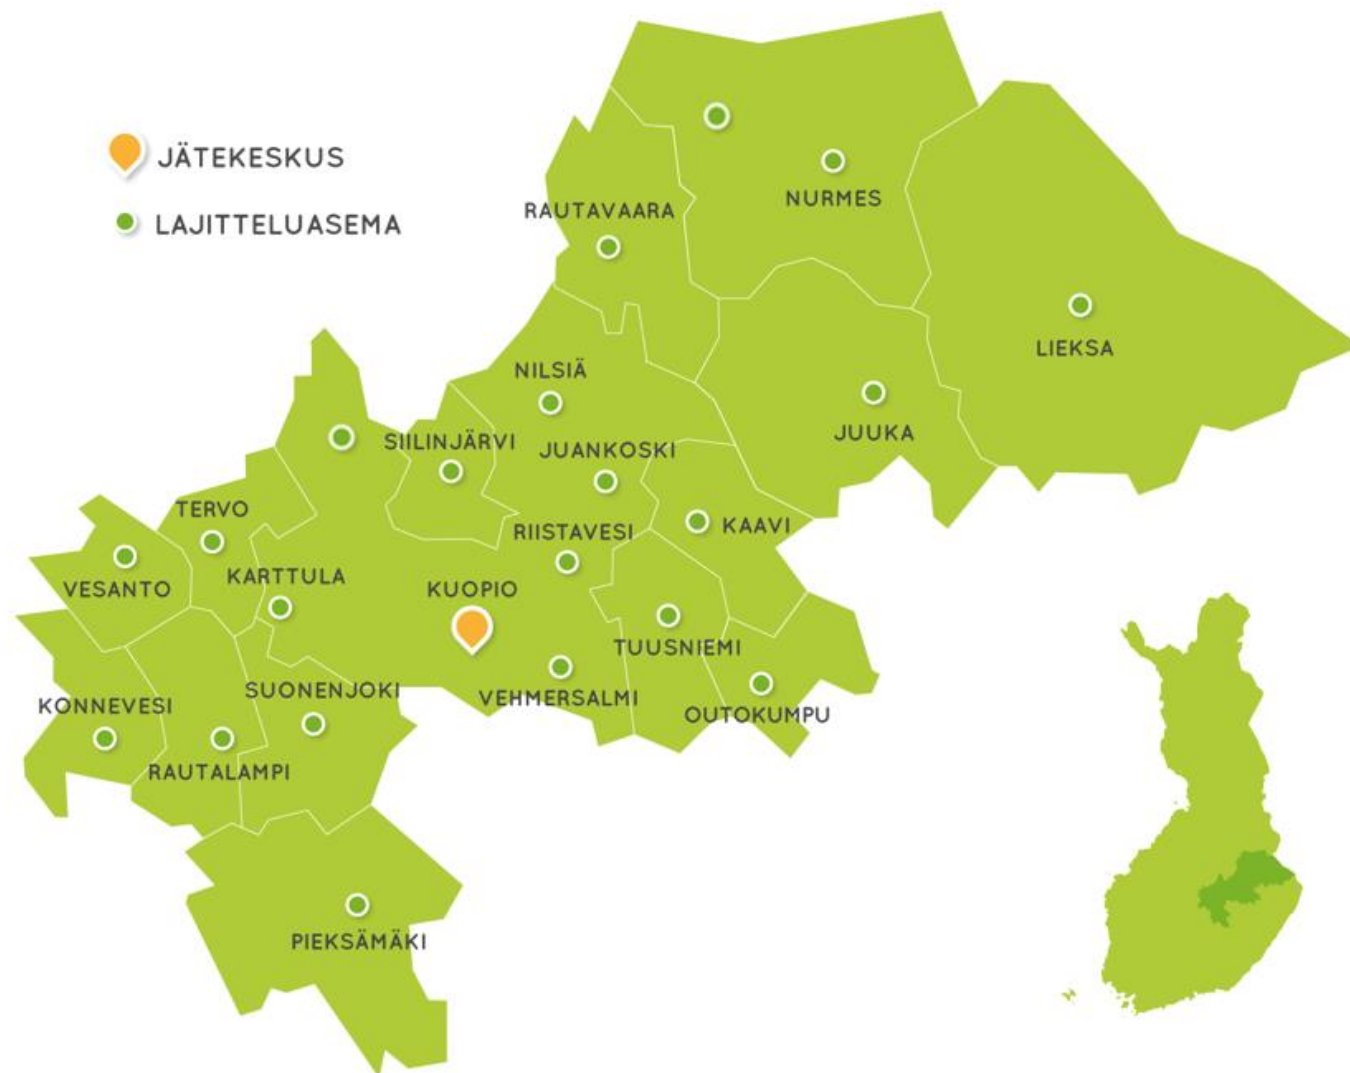 JÄTEKESKUS
LAJITTELUASEMA
RAUTAVAARA
NURMES
LIEKSA
NILSIÄ
JUUKA
SIILINJÄRVI
JUANKOSKI
TERVO
RIISTAVESI
KAAVI
VESANTO
KARTTULA
KUOPIO
TUUSNIEMI
SUONENJOKI
VEHMERSALMI
KONNEVESI
OUTOKUMPU
RAUTALAMPI
PIEKSÄMÄKI